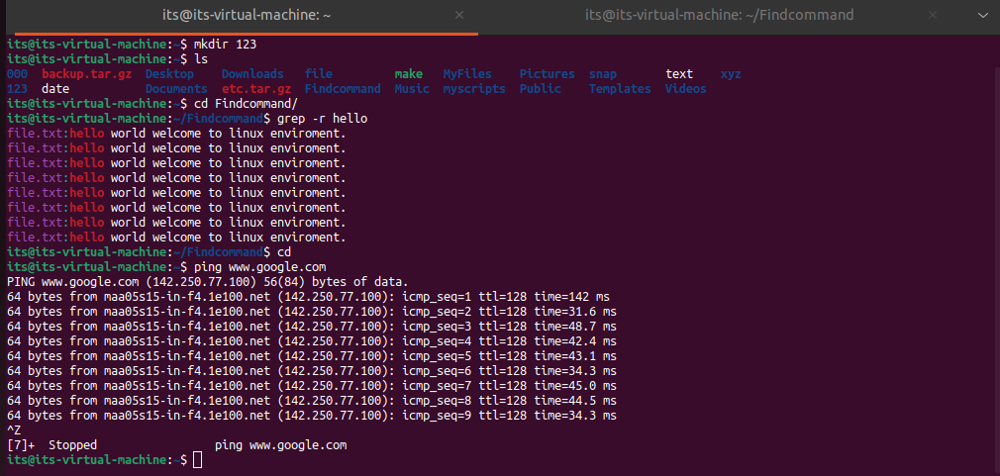 its@its-virtual-machine: ~ × its@its-virtual-machine: ~/Findcommand ×
its@its-virtual-machine:~$ mkdir 123
its@its-virtual-machine:~$ ls
000 backup.tar.gz Desktop Downloads file make MyFiles Pictures snap text xyz
123 date Documents etc.tar.gz Findcommand Music myscripts Public Templates Videos
its@its-virtual-machine:~$ cd Findcommand/
its@its-virtual-machine:~/Findcommand$ grep -r hello
file.txt:hello world welcome to linux enviroment.
file.txt:hello world welcome to linux enviroment.
file.txt:hello world welcome to linux enviroment.
file.txt:hello world welcome to linux enviroment.
file.txt:hello world welcome to linux enviroment.
file.txt:hello world welcome to linux enviroment.
file.txt:hello world welcome to linux enviroment.
file.txt:hello world welcome to linux enviroment.
its@its-virtual-machine:~/Findcommand$ cd
its@its-virtual-machine:~$ ping www.google.com
PING www.google.com (142.250.77.100) 56(84) bytes of data.
64 bytes from maa05s15-in-f4.1e100.net (142.250.77.100): icmp_seq=1 ttl=128 time=142 ms
64 bytes from maa05s15-in-f4.1e100.net (142.250.77.100): icmp_seq=2 ttl=128 time=31.6 ms
64 bytes from maa05s15-in-f4.1e100.net (142.250.77.100): icmp_seq=3 ttl=128 time=48.7 ms
64 bytes from maa05s15-in-f4.1e100.net (142.250.77.100): icmp_seq=4 ttl=128 time=42.4 ms
64 bytes from maa05s15-in-f4.1e100.net (142.250.77.100): icmp_seq=5 ttl=128 time=43.1 ms
64 bytes from maa05s15-in-f4.1e100.net (142.250.77.100): icmp_seq=6 ttl=128 time=34.3 ms
64 bytes from maa05s15-in-f4.1e100.net (142.250.77.100): icmp_seq=7 ttl=128 time=45.0 ms
64 bytes from maa05s15-in-f4.1e100.net (142.250.77.100): icmp_seq=8 ttl=128 time=44.5 ms
64 bytes from maa05s15-in-f4.1e100.net (142.250.77.100): icmp_seq=9 ttl=128 time=34.3 ms
^Z
[7]+ Stopped ping www.google.com
its@its-virtual-machine:~$